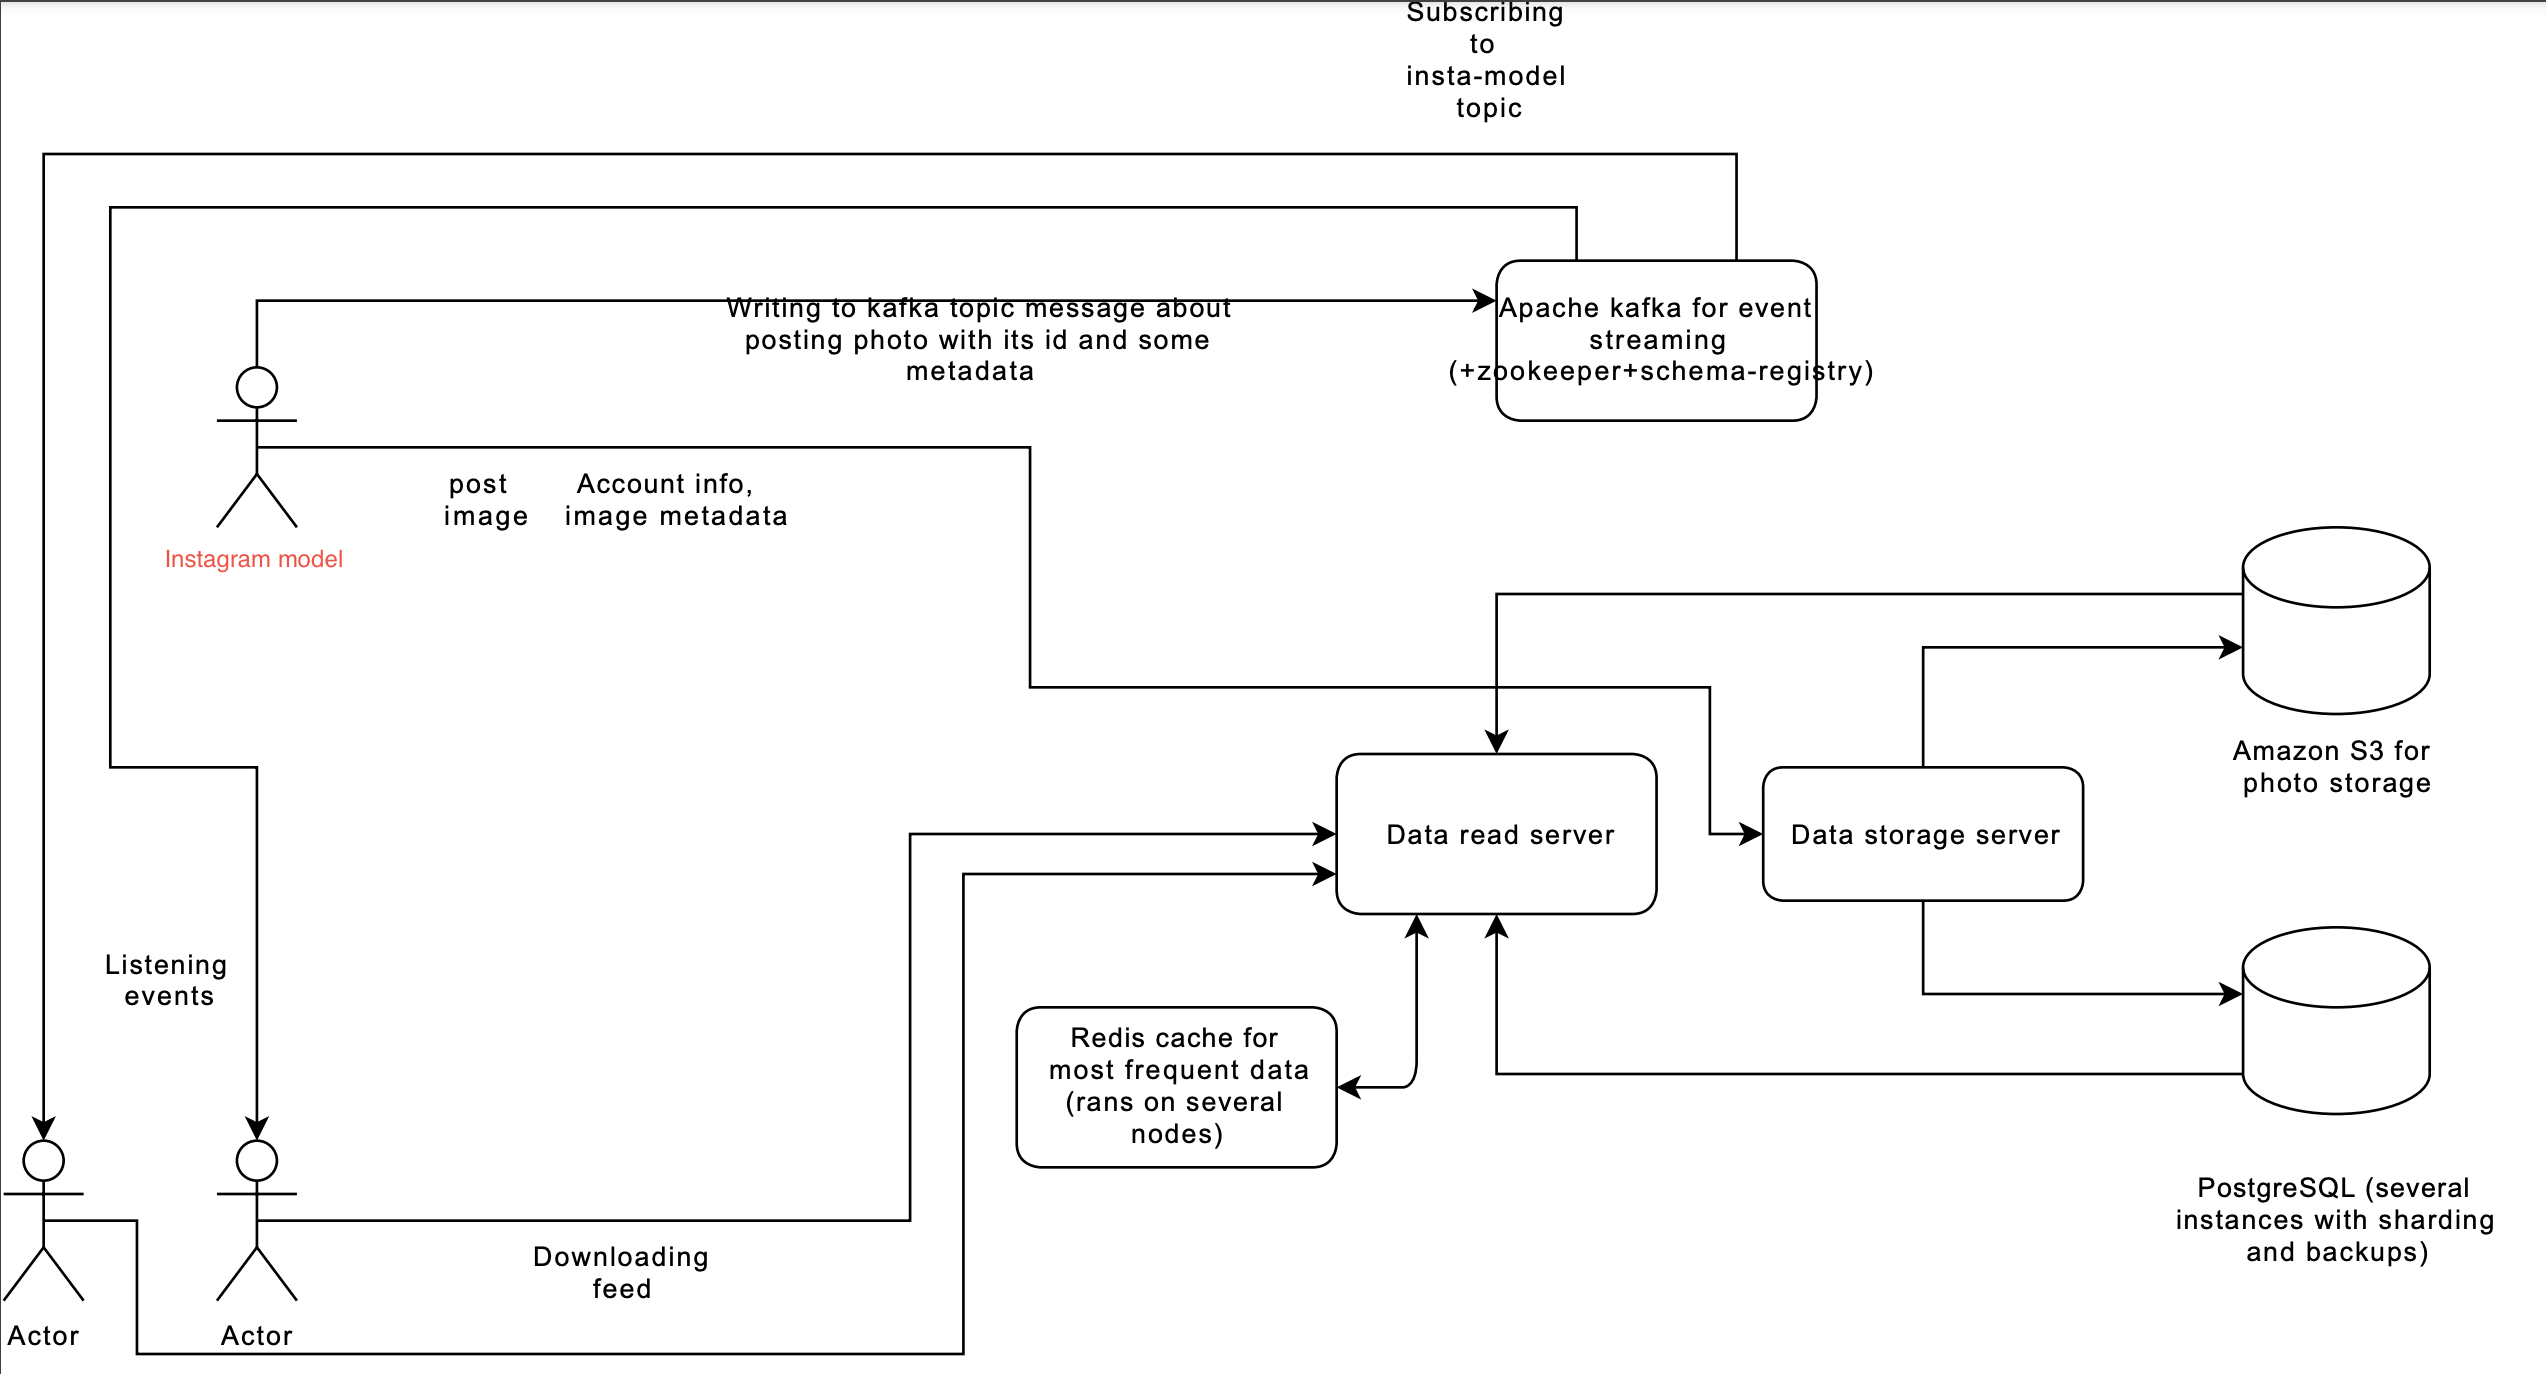 Subscribing
to
insta-model
topic
Writing to kafka topic message about
posting photo with its id and some
metadata
Apache kafka for event
streaming
(+zookeeper+schema-registry)
post
image
Account info,
image metadata
Instagram model
Amazon S3 for
photo storage
Data read server
Data storage server
Listening
events
Redis cache for
most frequent data
(rans on several
nodes)
PostgreSQL (several
instances with sharding
and backups)
Downloading
feed
Actor
Actor